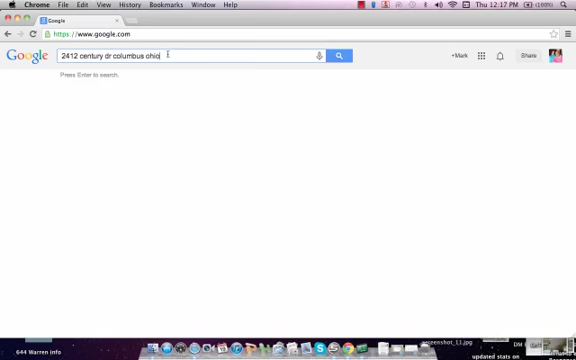 Chrome File Edit View History Bookmarks Window Help
(100%) Thu 12:17 PM
Google
https://www.google.com
Google 2412 century dr columbus ohio +Mark Share
Press Enter to search.
screenshot_11.jpg
644 Warren info
updated stats on